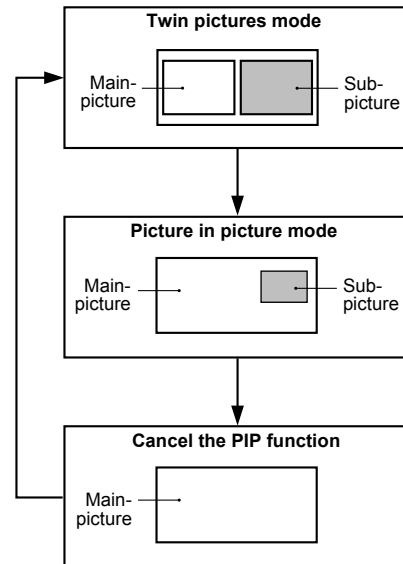 Twin pictures mode
Main-
picture
Sub-
picture
Picture in picture mode
Main-
picture
Sub-
picture
Cancel the PIP function
Main-
picture